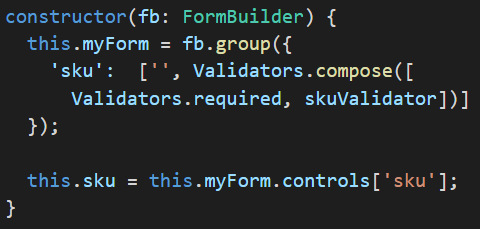 constructor(fb: FormBuilder) {
  this.myForm = fb.group({
    'sku':  ['', Validators.compose([
      Validators.required, skuValidator])]
  });

  this.sku = this.myForm.controls['sku'];
}